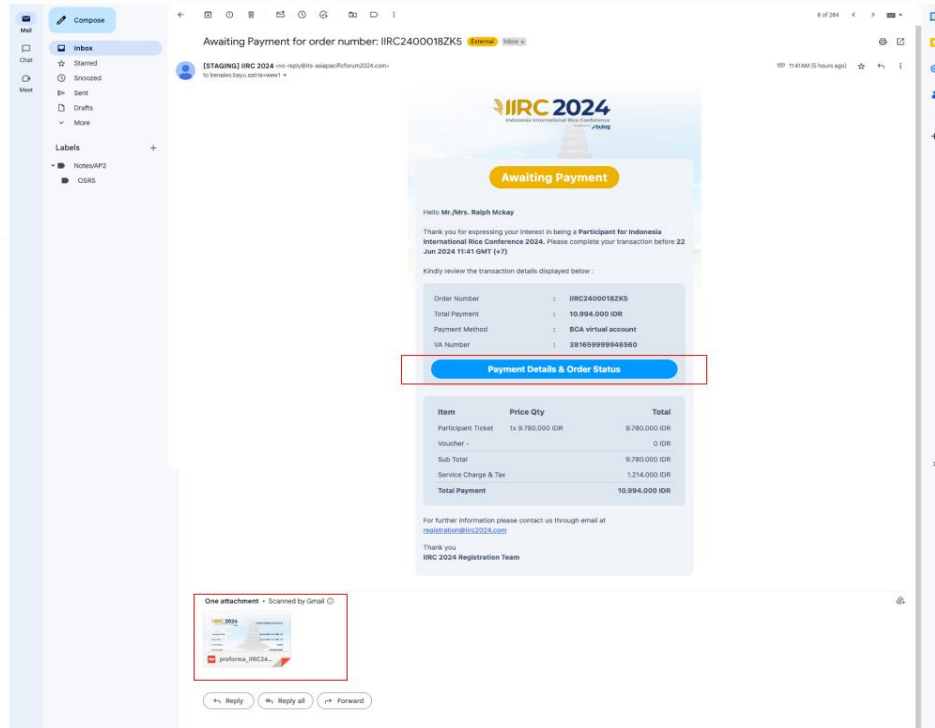 Mail
Compose
8 of 284
Awaiting Payment for order number: IIRC2400018ZK5 External Inbox x
Chat
Inbox
Starred
[STAGING] IIRC 2024 <no-reply@its-asiapacificforum2024.com>
11:41 AM (5 hours ago)
to benaleo.bayu.satria+wew1
Meet
Snoozed
Sent
Drafts
More
Labels
Notes/AP2
OSRS
IIRC 2024
Indonesia International Rice Conference
bulog
Awaiting Payment
Hello Mr./Mrs. Ralph Mckay
Thank you for expressing your interest in being a Participant for Indonesia
International Rice Conference 2024. Please complete your transaction before 22
Jun 2024 11:41 GMT (+7)
Kindly review the transaction details displayed below :
Order Number : IIRC2400018ZK5
Total Payment : 10.994.000 IDR
Payment Method : BCA virtual account
VA Number : 381659999946560
Payment Details & Order Status
Item Price Qty Total
Participant Ticket 1x 9.780.000 IDR 9.780.000 IDR
Voucher - 0 IDR
Sub Total 9.780.000 IDR
Service Charge & Tax 1.214.000 IDR
Total Payment 10.994.000 IDR
For further information please contact us through email at
registration@iirc2024.com
Thank you
IIRC 2024 Registration Team
One attachment • Scanned by Gmail
IIRC 2024
proforma_IIRC24...
Reply Reply all Forward